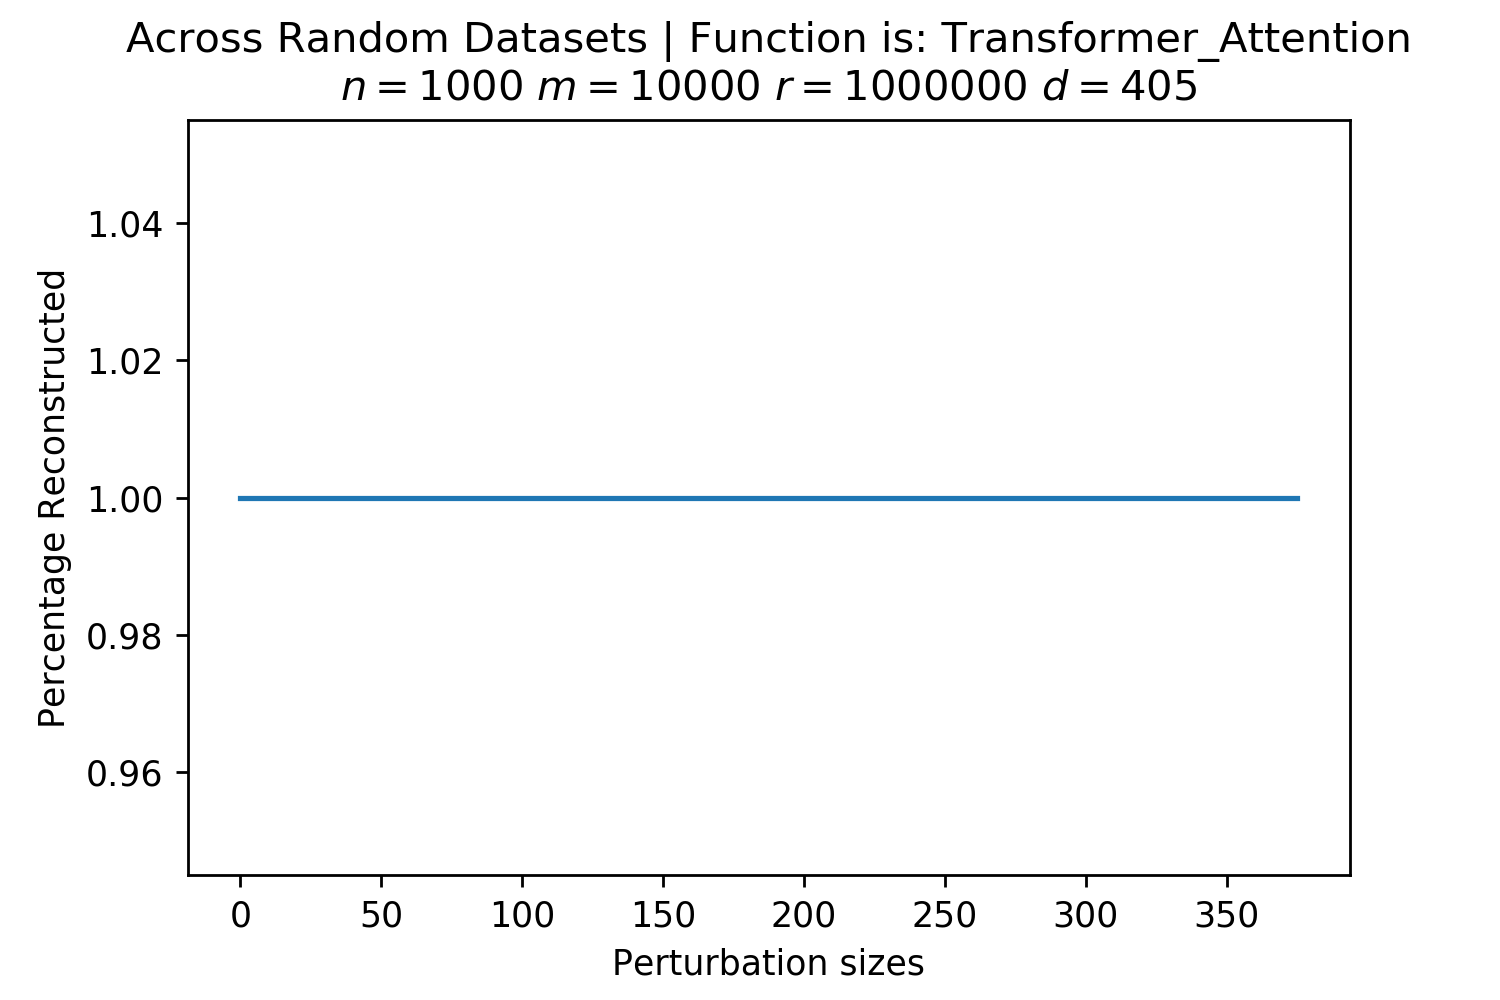 Across Random Datasets | Function is: Transformer_Attention
n = 1000 m = 10000 r = 1000000 d = 405
Percentage Reconstructed
1.04
1.02
1.00
0.98
0.96
0 50 100 150 200 250 300 350
Perturbation sizes